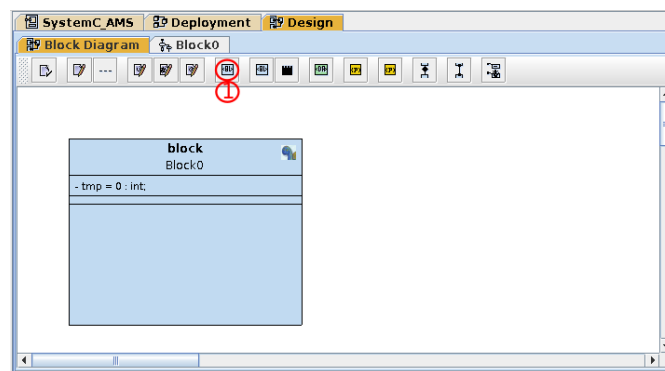 SystemC_AMS Deployment Design
Block Diagram Block0
①
block
Block0
- tmp = 0 : int;